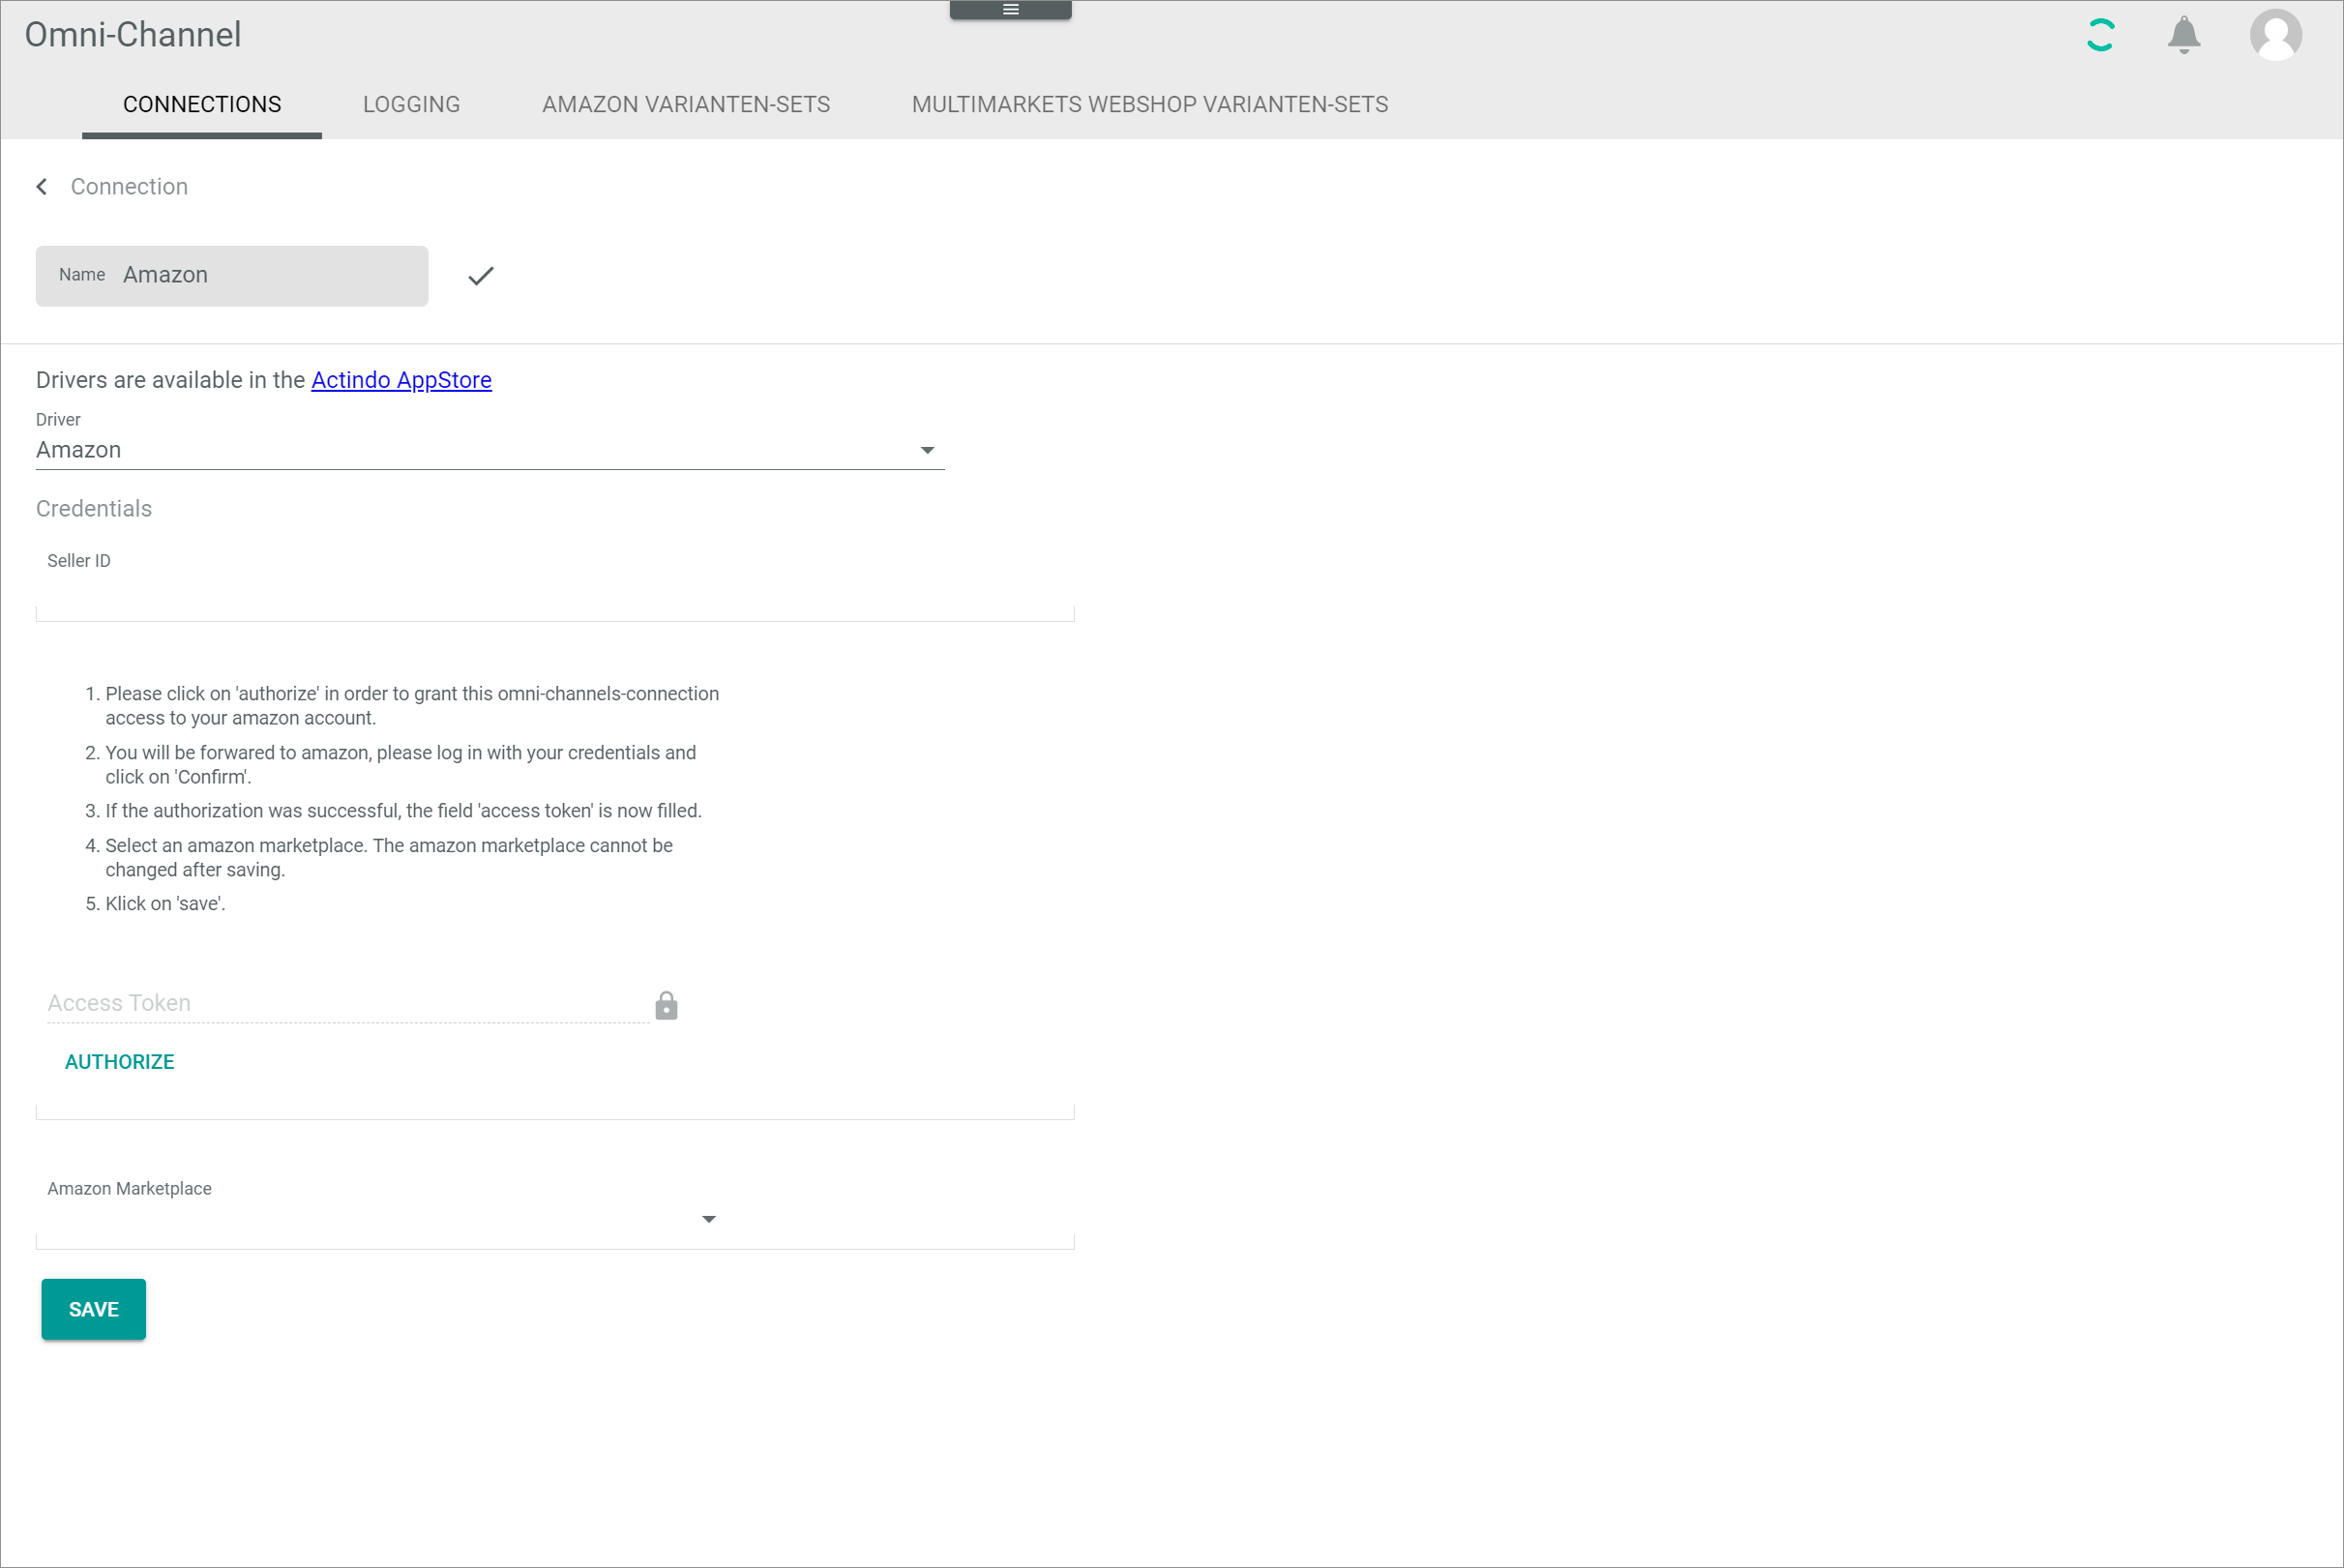 Omni-Channel
CONNECTIONS LOGGING AMAZON VARIANTEN-SETS MULTIMARKETS WEBSHOP VARIANTEN-SETS
Connection
Name Amazon
Drivers are available in the Actindo AppStore
Driver
Amazon
Credentials
Seller ID
1. Please click on 'authorize' in order to grant this omni-channels-connection
access to your amazon account.
2. You will be forwared to amazon, please log in with your credentials and
click on 'Confirm'.
3. If the authorization was successful, the field 'access token' is now filled.
4. Select an amazon marketplace. The amazon marketplace cannot be
changed after saving.
5. Klick on 'save'.
Access Token
AUTHORIZE
Amazon Marketplace
SAVE